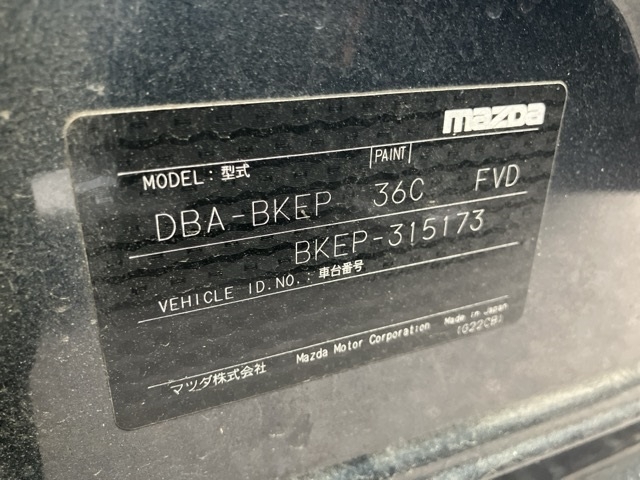 mazda
MODEL: 型式 PAINT
DBA-BKEP 36C FVD
BKEP-315173
VEHICLE ID.NO.: 車台番号
マツダ株式会社 Mazda Motor Corporation Made in Japan